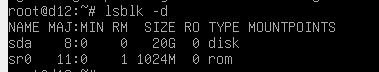 root@d12:~# lsblk -d
NAME MAJ:MIN RM  SIZE RO TYPE MOUNTPOINTS
sda    8:0    0   20G  0 disk
sr0   11:0    1 1024M  0 rom